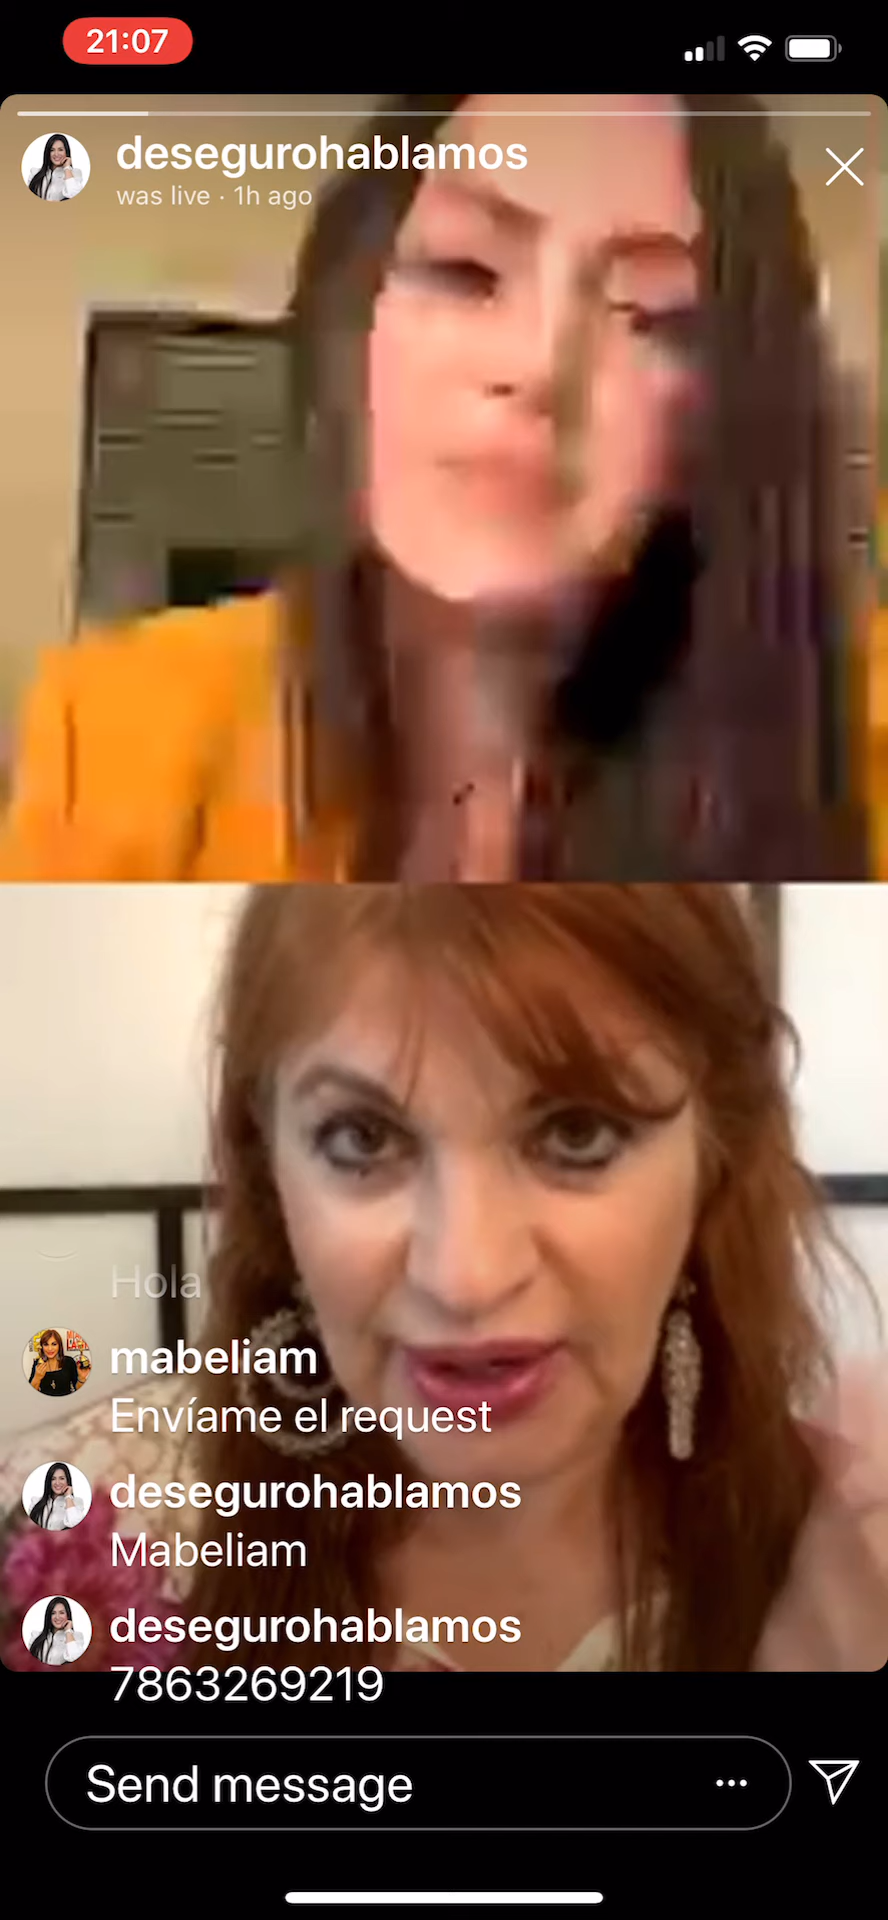 21:07
desegurohablamos
was live · 1h ago
Hola
mabeliam
Envíame el request
desegurohablamos
Mabeliam
desegurohablamos
7863269219
Send message